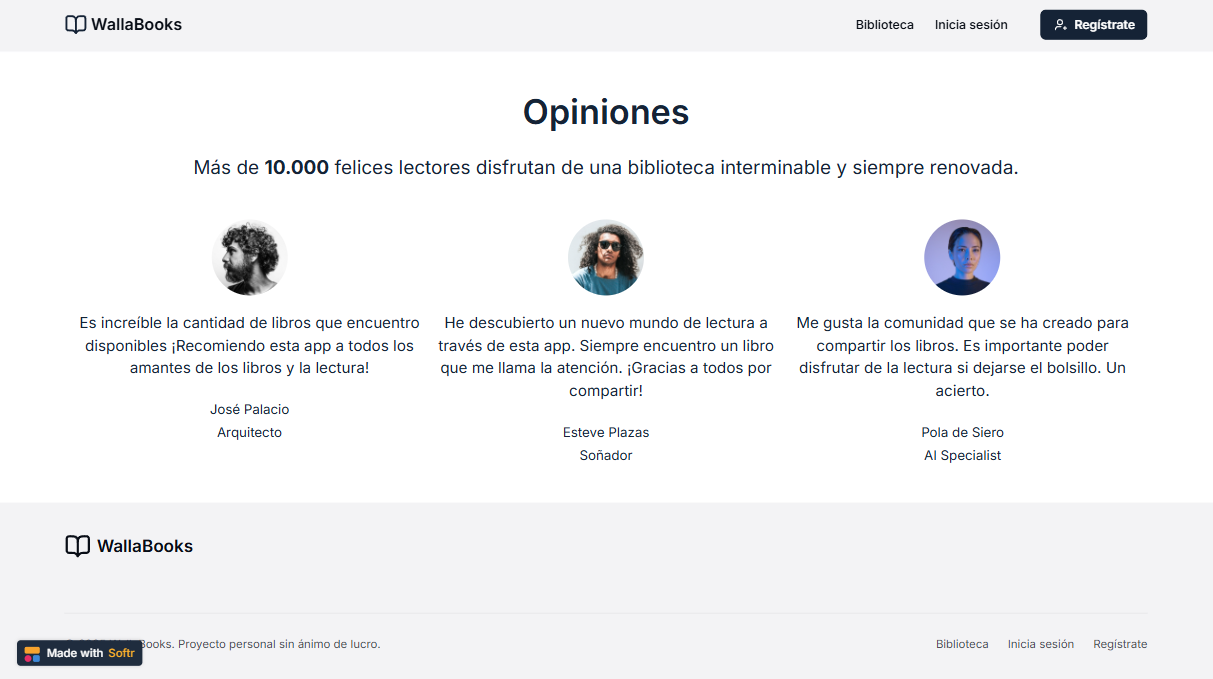 WallaBooks
Biblioteca
Inicia sesión
Regístrate
Opiniones
Más de 10.000 felices lectores disfrutan de una biblioteca interminable y siempre renovada.
Es increíble la cantidad de libros que encuentro
disponibles ¡Recomiendo esta app a todos los
amantes de los libros y la lectura!
José Palacio
Arquitecto
He descubierto un nuevo mundo de lectura a
través de esta app. Siempre encuentro un libro
que me llama la atención. ¡Gracias a todos por
compartir!
Esteve Plazas
Soñador
Me gusta la comunidad que se ha creado para
compartir los libros. Es importante poder
disfrutar de la lectura si dejarse el bolsillo. Un
acierto.
Pola de Siero
AI Specialist
WallaBooks
Books. Proyecto personal sin ánimo de lucro.
Biblioteca
Inicia sesión
Regístrate
Made with Softr